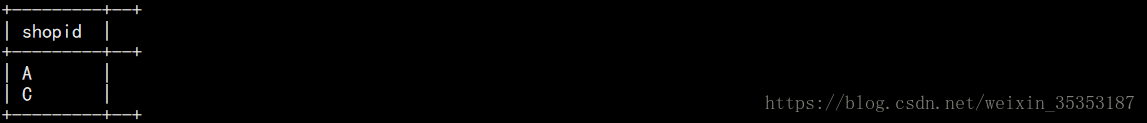 +---------+--+
| shopid  |
+---------+--+
| A       |
| C       |
+---------+--+
https://blog.csdn.net/weixin_35353187